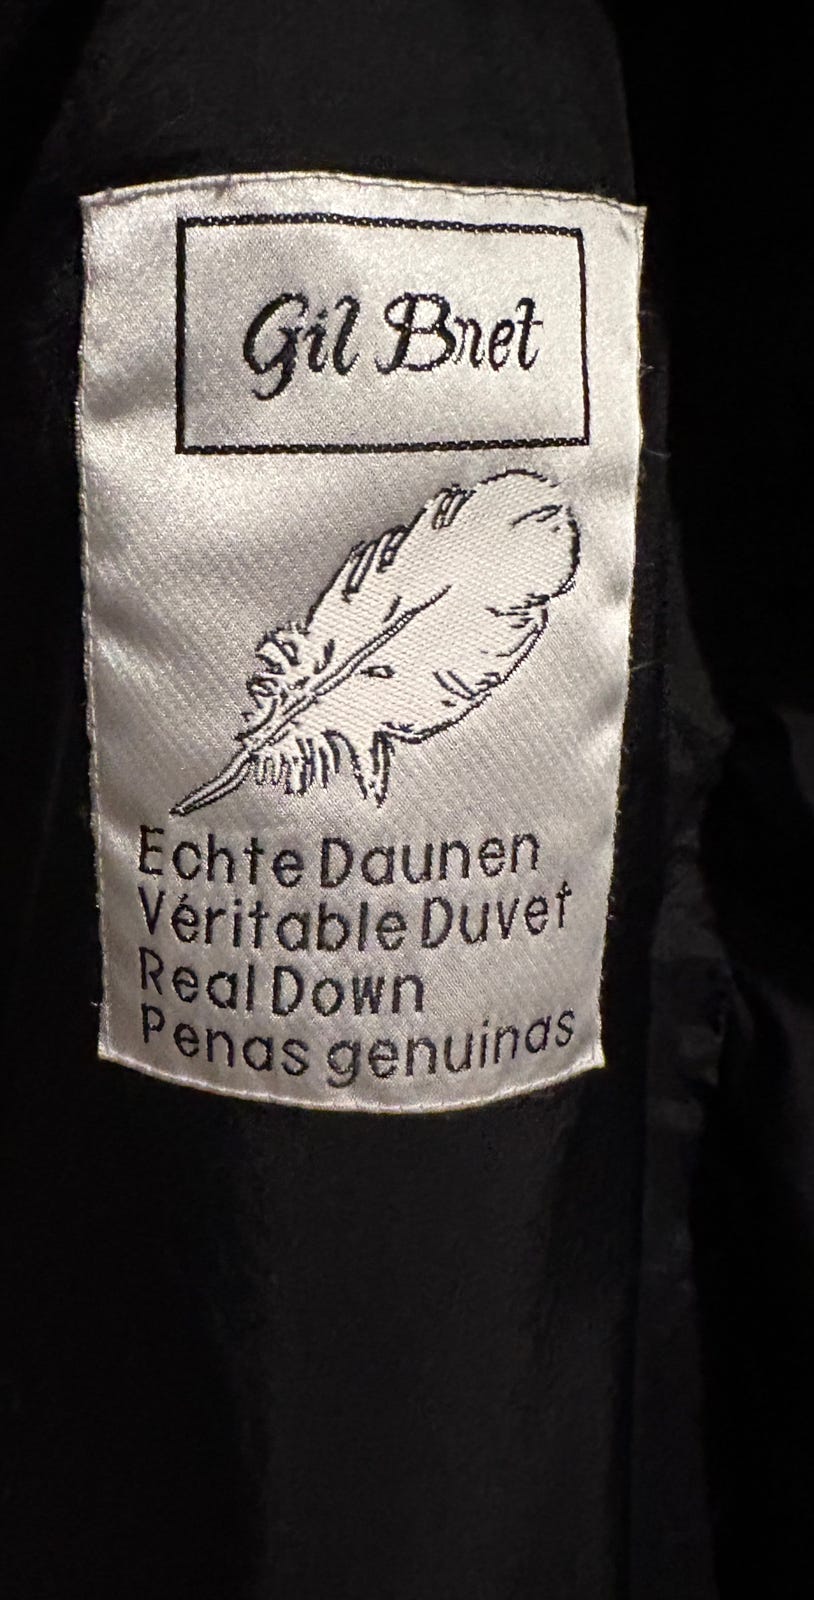 Gil Bret
Echte Daunen
Véritable Duvet
Real Down
Penas genuinas